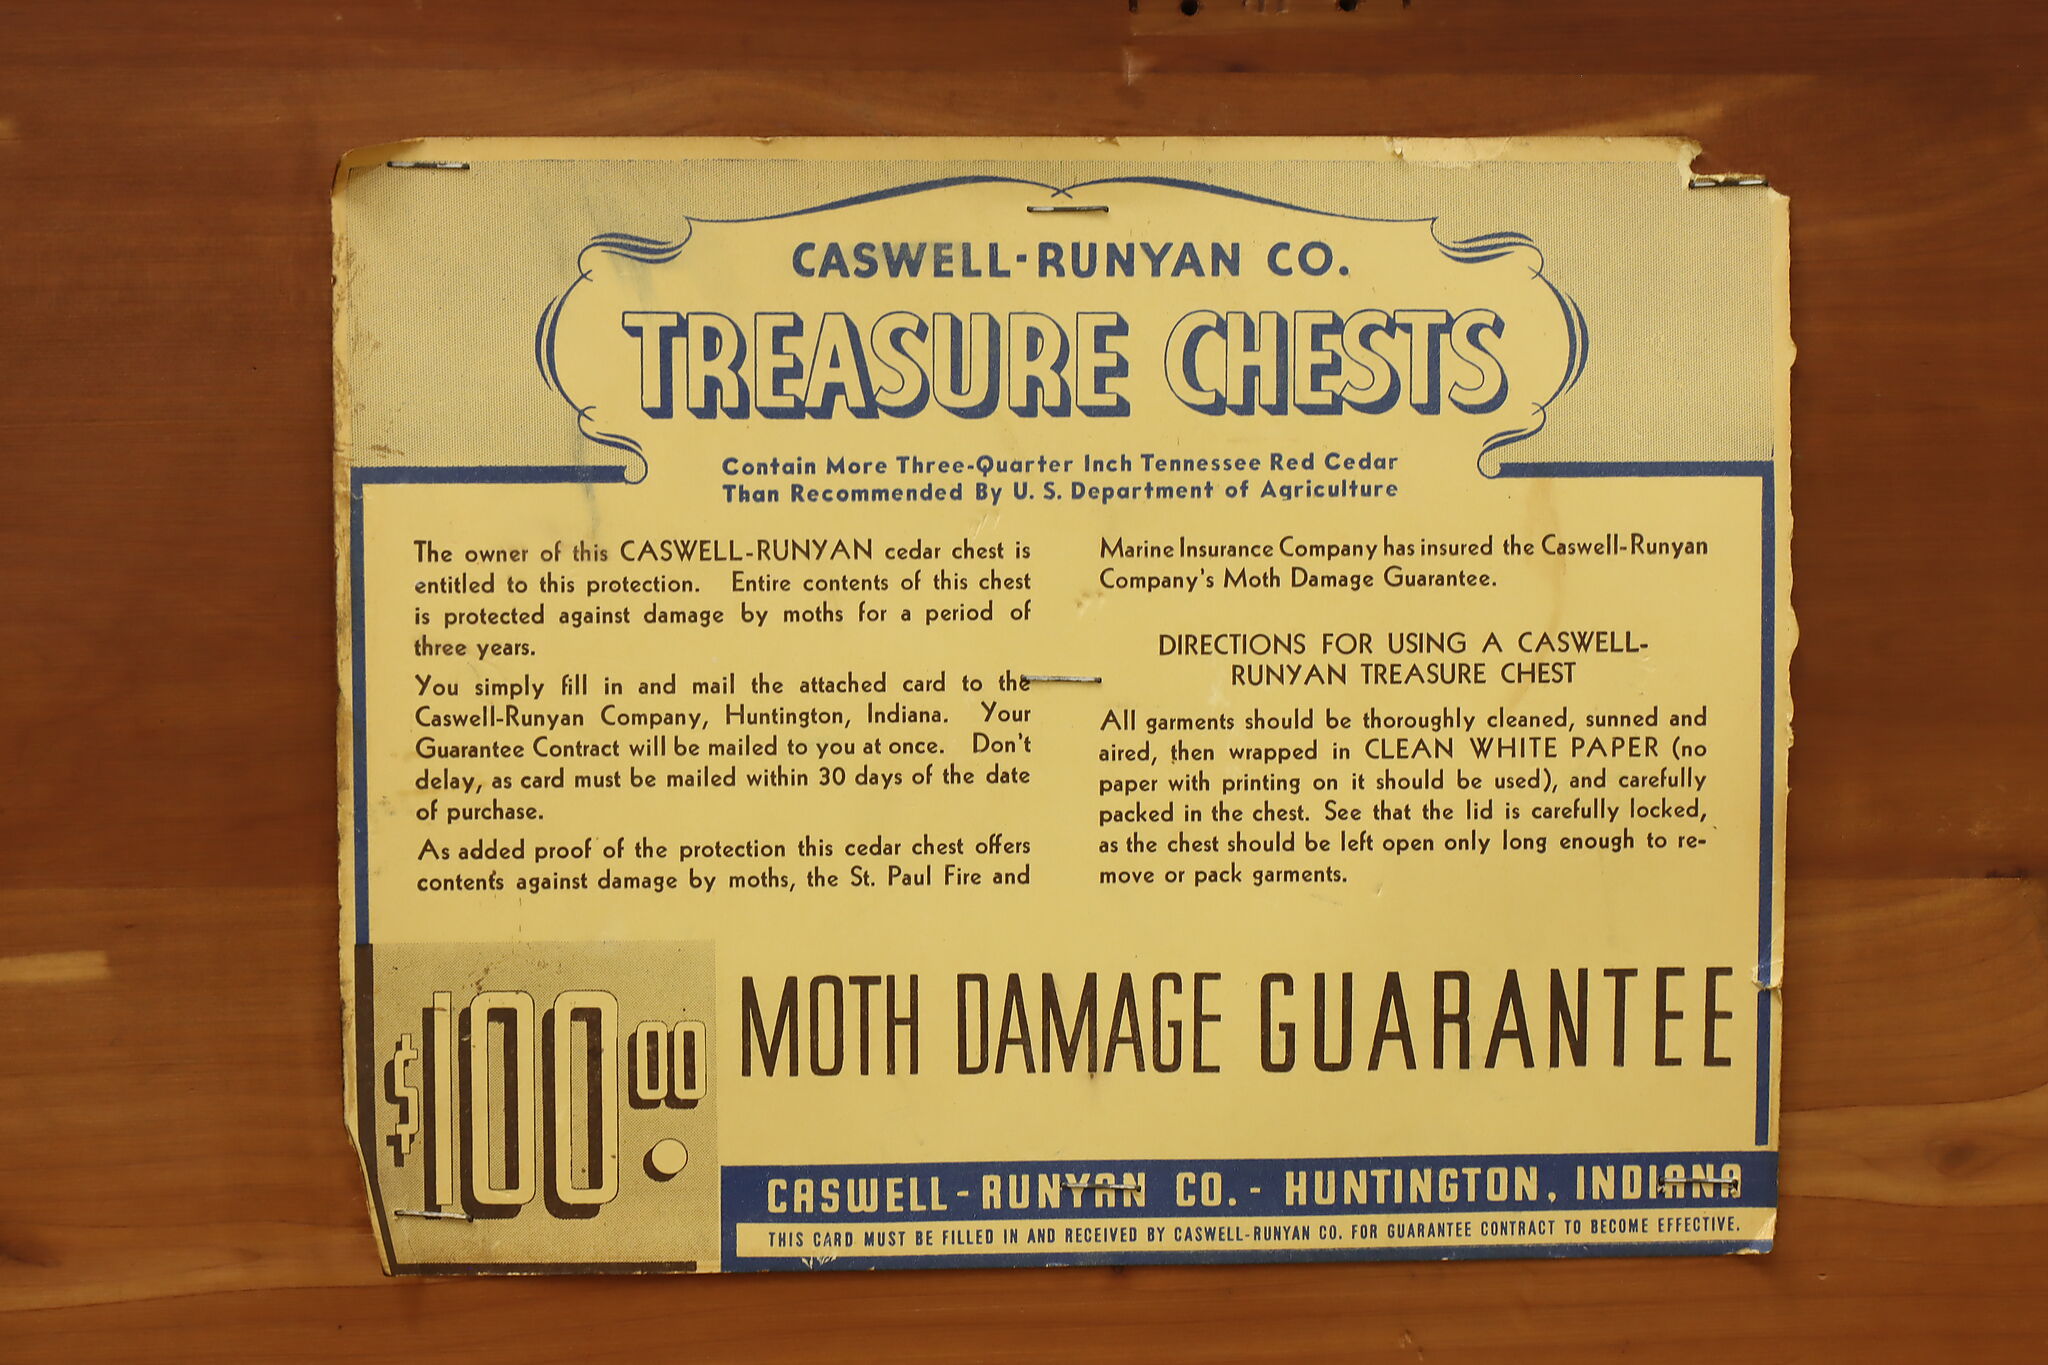 CASWELL-RUNYAN CO.
TREASURE CHESTS
Contain More Three-Quarter Inch Tennessee Red Cedar
Than Recommended By U. S. Department of Agriculture
The owner of this CASWELL-RUNYAN cedar chest is
entitled to this protection. Entire contents of this chest
is protected against damage by moths for a period of
three years.
You simply fill in and mail the attached card to the
Caswell-Runyan Company, Huntington, Indiana. Your
Guarantee Contract will be mailed to you at once. Don't
delay, as card must be mailed within 30 days of the date
of purchase.
As added proof of the protection this cedar chest offers
contents against damage by moths, the St. Paul Fire and
Marine Insurance Company has insured the Caswell-Runyan
Company's Moth Damage Guarantee.
DIRECTIONS FOR USING A CASWELL-
RUNYAN TREASURE CHEST
All garments should be thoroughly cleaned, sunned and
aired, then wrapped in CLEAN WHITE PAPER (no
paper with printing on it should be used), and carefully
packed in the chest. See that the lid is carefully locked,
as the chest should be left open only long enough to re-
move or pack garments.
$100.00
MOTH DAMAGE GUARANTEE
CASWELL-RUNYAN CO. - HUNTINGTON, INDIANA
THIS CARD MUST BE FILLED IN AND RECEIVED BY CASWELL-RUNYAN CO. FOR GUARANTEE CONTRACT TO BECOME EFFECTIVE.